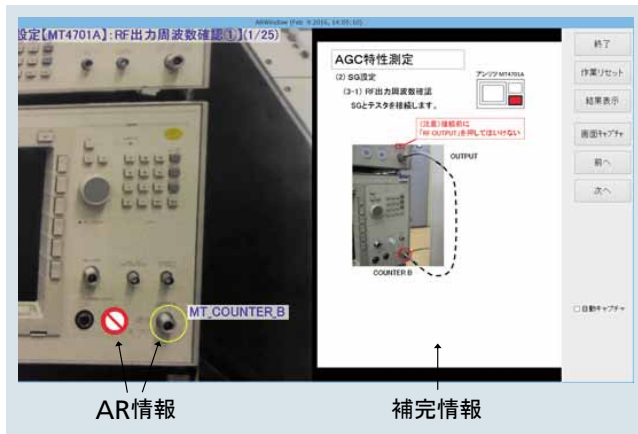 ARWindow (Feb 9 2016, 14:05:10)
設定【MT4701A】:RF出力周波数確認①】(1/25)
MT_COUNTER_B
AGC特性測定
(2) SG設定
アンリツ MT4701A
(3-1) RF出力周波数確認
SGとテスタを接続します。
(注意)接続前に
「RF OUTPUT」を押してはいけない
OUTPUT
COUNTER B
終了
作業リセット
結果表示
画面キャプチャ
前へ
次へ
自動キャプチャ
AR情報
補完情報